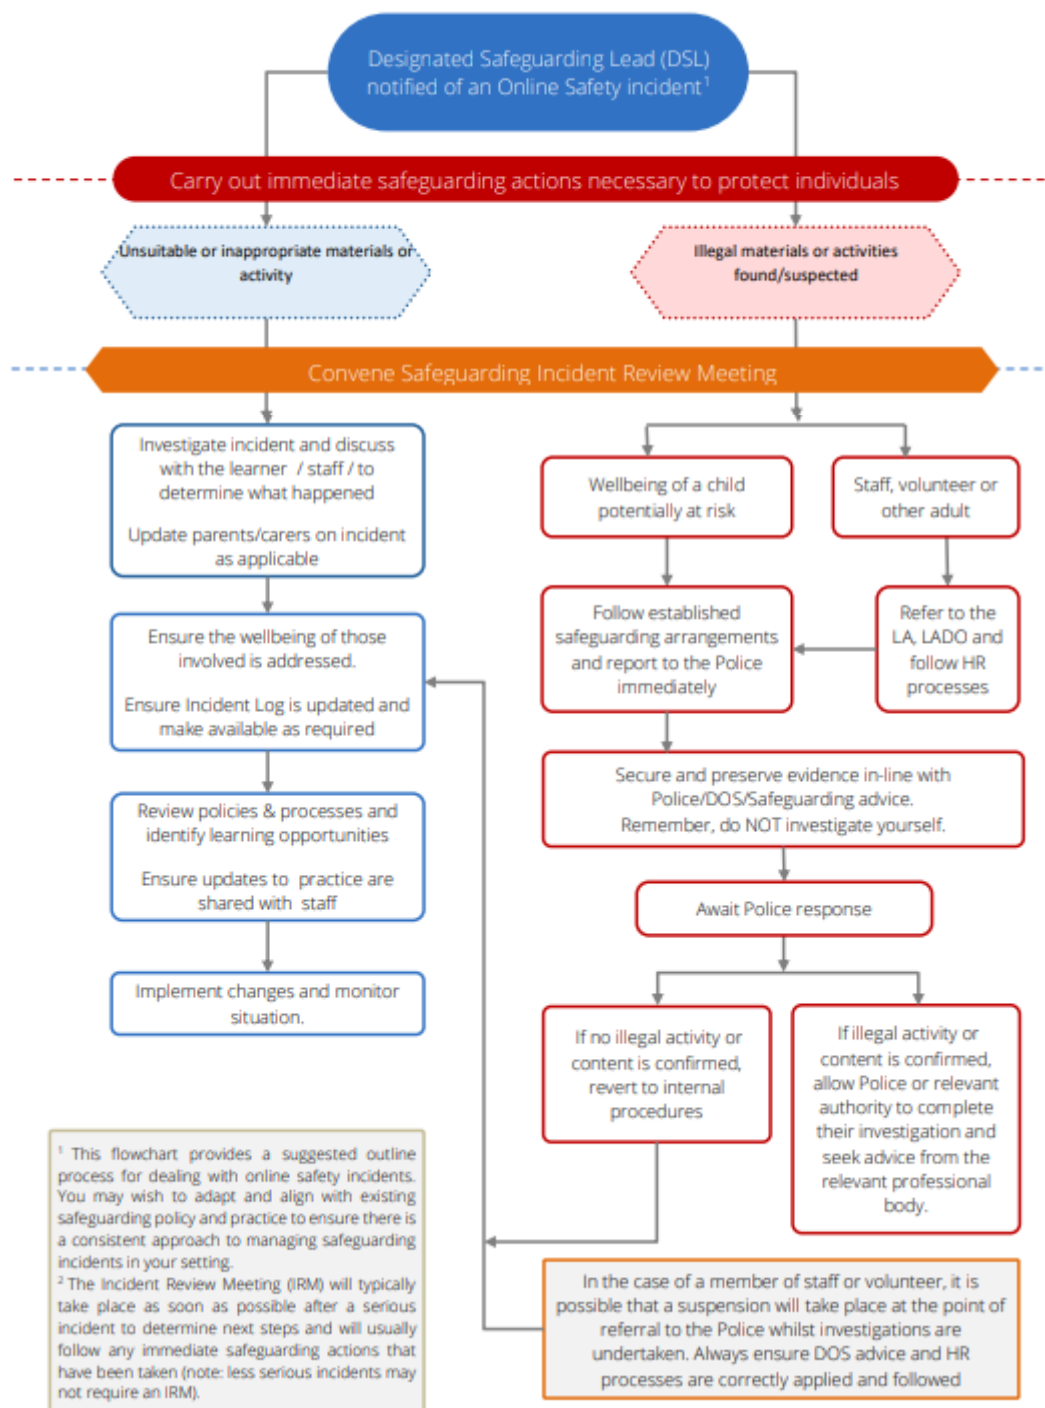 Designated Safeguarding Lead (DSL)
notified of an Online Safety incident¹
Carry out immediate safeguarding actions necessary to protect individuals
Unsuitable or inappropriate materials or
activity
Illegal materials or activities
found/suspected
Convene Safeguarding Incident Review Meeting
Investigate incident and discuss
with the learner / staff / to
determine what happened
Update parents/carers on incident
as applicable
Ensure the wellbeing of those
involved is addressed.
Ensure Incident Log is updated and
make available as required
Review policies & processes and
identify learning opportunities
Ensure updates to practice are
shared with staff
Implement changes and monitor
situation.
Wellbeing of a child
potentially at risk
Staff, volunteer or
other adult
Follow established
safeguarding arrangements
and report to the Police
immediately
Refer to the
LA, LADO and
follow HR
processes
Secure and preserve evidence in-line with
Police/DOS/Safeguarding advice.
Remember, do NOT investigate yourself.
Await Police response
If no illegal activity or
content is confirmed,
revert to internal
procedures
If illegal activity or
content is confirmed,
allow Police or relevant
authority to complete
their investigation and
seek advice from the
relevant professional
body.
¹ This flowchart provides a suggested outline
process for dealing with online safety incidents.
You may wish to adapt and align with existing
safeguarding policy and practice to ensure there is
a consistent approach to managing safeguarding
incidents in your setting.
² The Incident Review Meeting (IRM) will typically
take place as soon as possible after a serious
incident to determine next steps and will usually
follow any immediate safeguarding actions that
have been taken (note: less serious incidents may
not require an IRM).
In the case of a member of staff or volunteer, it is
possible that a suspension will take place at the point of
referral to the Police whilst investigations are
undertaken. Always ensure DOS advice and HR
processes are correctly applied and followed